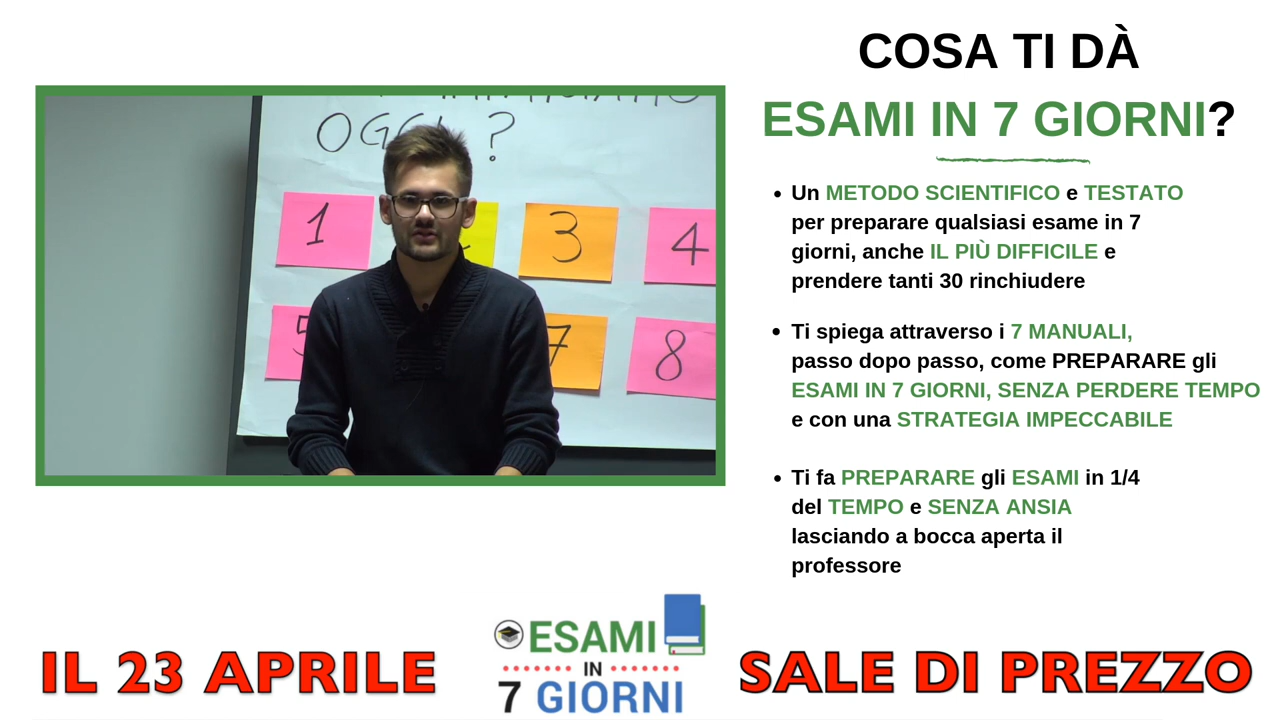 COSA TI DÀ
ESAMI IN 7 GIORNI?
OGGI ?
1
3
4
5
7
8
• Un METODO SCIENTIFICO e TESTATO
per preparare qualsiasi esame in 7
giorni, anche IL PIÙ DIFFICILE e
prendere tanti 30 rinchiudere
• Ti spiega attraverso i 7 MANUALI,
passo dopo passo, come PREPARARE gli
ESAMI IN 7 GIORNI, SENZA PERDERE TEMPO
e con una STRATEGIA IMPECCABILE
• Ti fa PREPARARE gli ESAMI in 1/4
del TEMPO e SENZA ANSIA
lasciando a bocca aperta il
professore
IL 23 APRILE
ESAMI
IN
7 GIORNI
SALE DI PREZZO